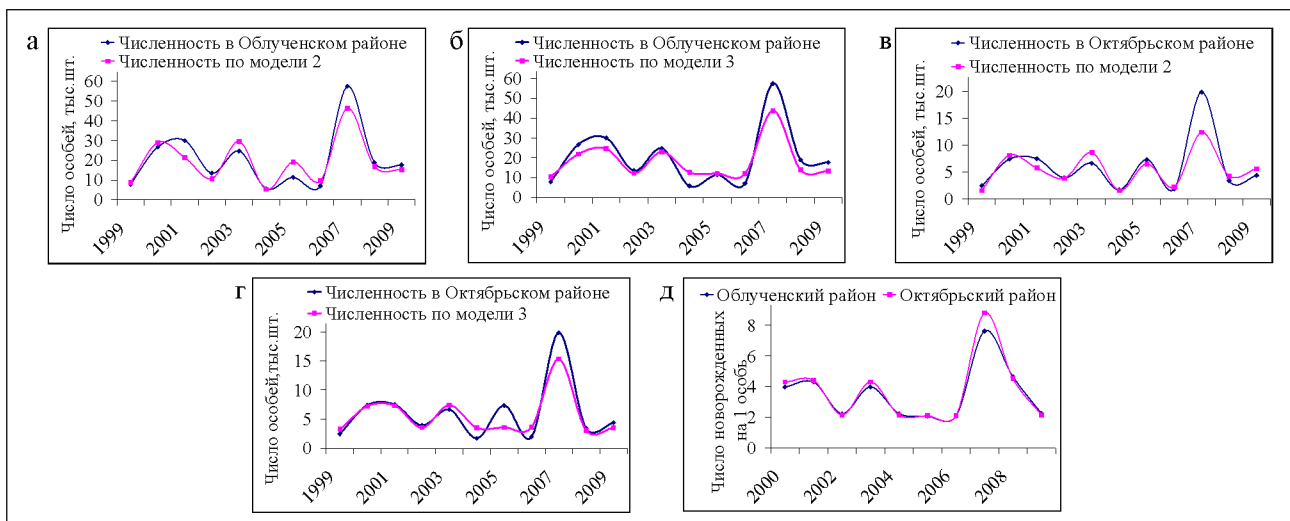 а
Численность в Облученском районе
Численность по модели 2
Число особей, тыс.шт.
60
50
40
30
20
10
0
1999
2001
2003
2005
2007
2009
б
Численность в Облученском районе
Численность по модели 3
Число особей, тыс.шт.
60
50
40
30
20
10
0
1999
2001
2003
2005
2007
2009
в
Численность в Октябрьском районе
Численность по модели 2
Число особей, тыс.шт.
20
15
10
5
0
1999
2001
2003
2005
2007
2009
г
Численность в Октябрьском районе
Численность по модели 3
Число особей,тыс.шт.
20
15
10
5
0
1999
2001
2003
2005
2007
2009
д
Облученский район
Октябрьский район
Число новорожденных
на 1 особь
8
6
4
2
0
2000
2002
2004
2006
2008